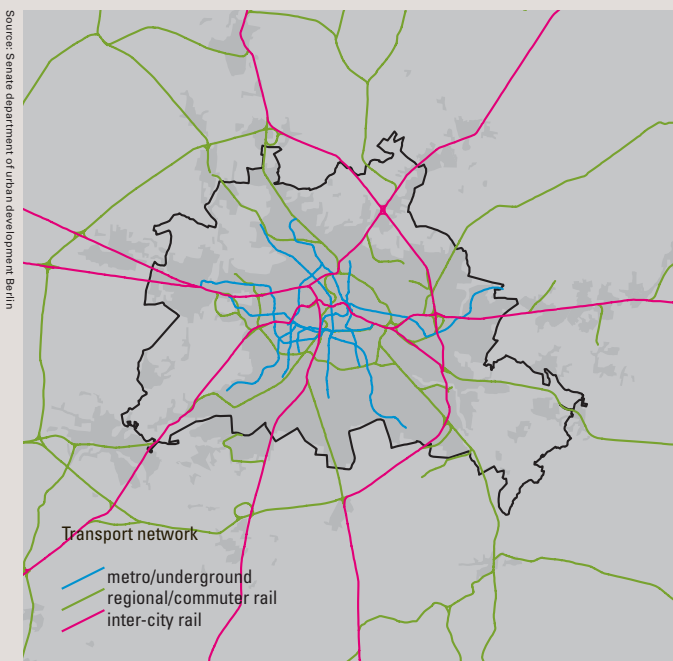 Source: Senate department of urban development Berlin
Transport network
metro/underground
regional/commuter rail
inter-city rail